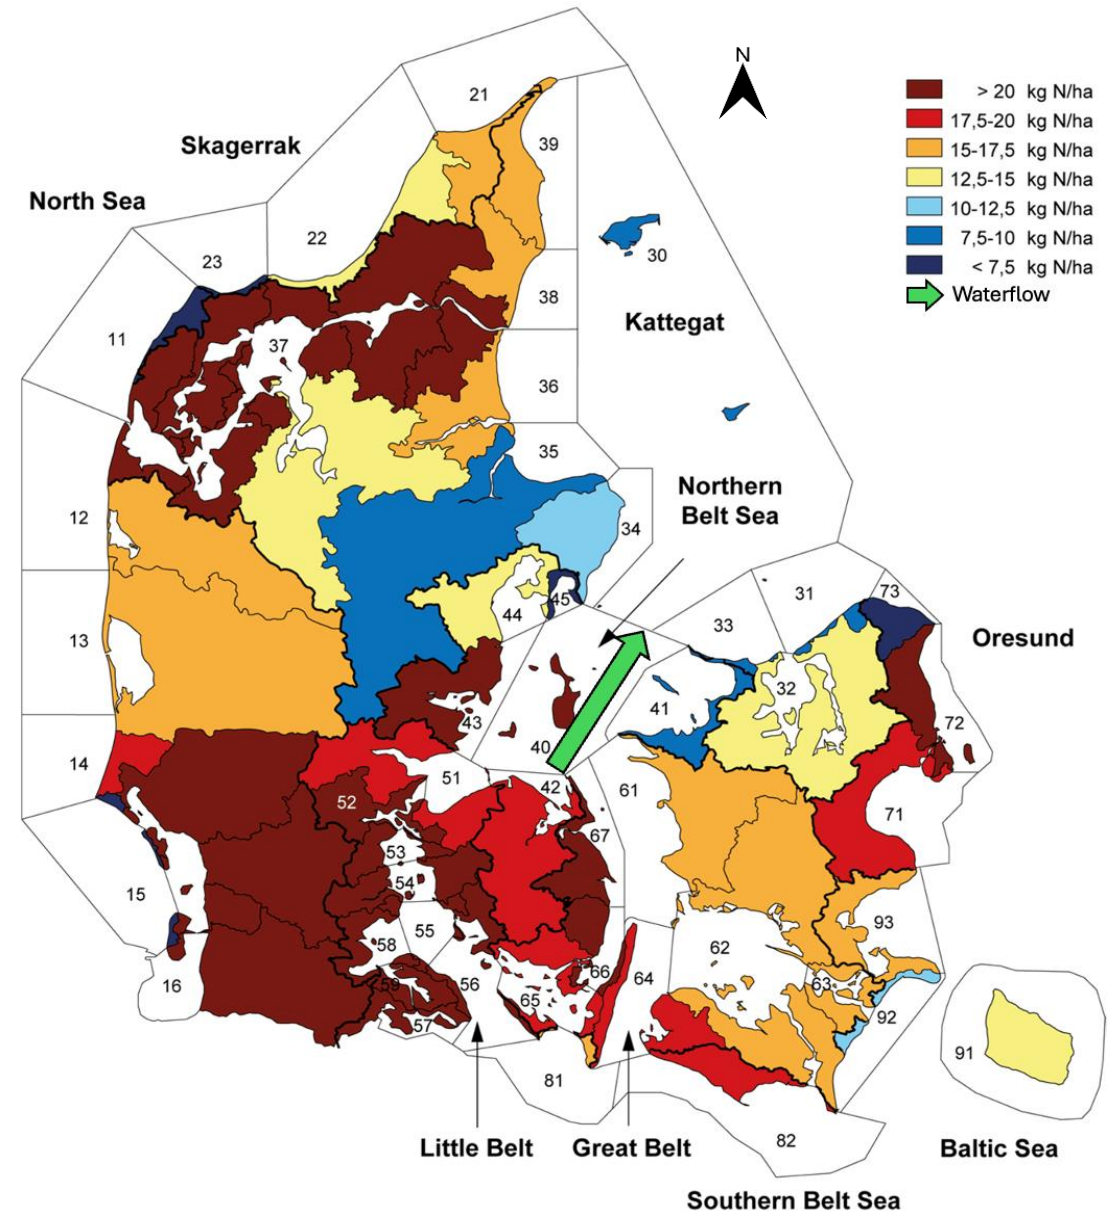 N
> 20 kg N/ha
17,5-20 kg N/ha
15-17,5 kg N/ha
12,5-15 kg N/ha
10-12,5 kg N/ha
7,5-10 kg N/ha
< 7,5 kg N/ha
Waterflow
21
39
Skagerrak
North Sea
22
23
30
38
Kattegat
11
37
36
35
Northern
Belt Sea
12
34
45
44
31
73
33
13
Oresund
32
41
43
72
40
14
51
42
61
52
67
71
53
54
15
93
55
58
62
16
59
56
66
64
63
65
57
92
91
81
82
Little Belt
Great Belt
Baltic Sea
Southern Belt Sea